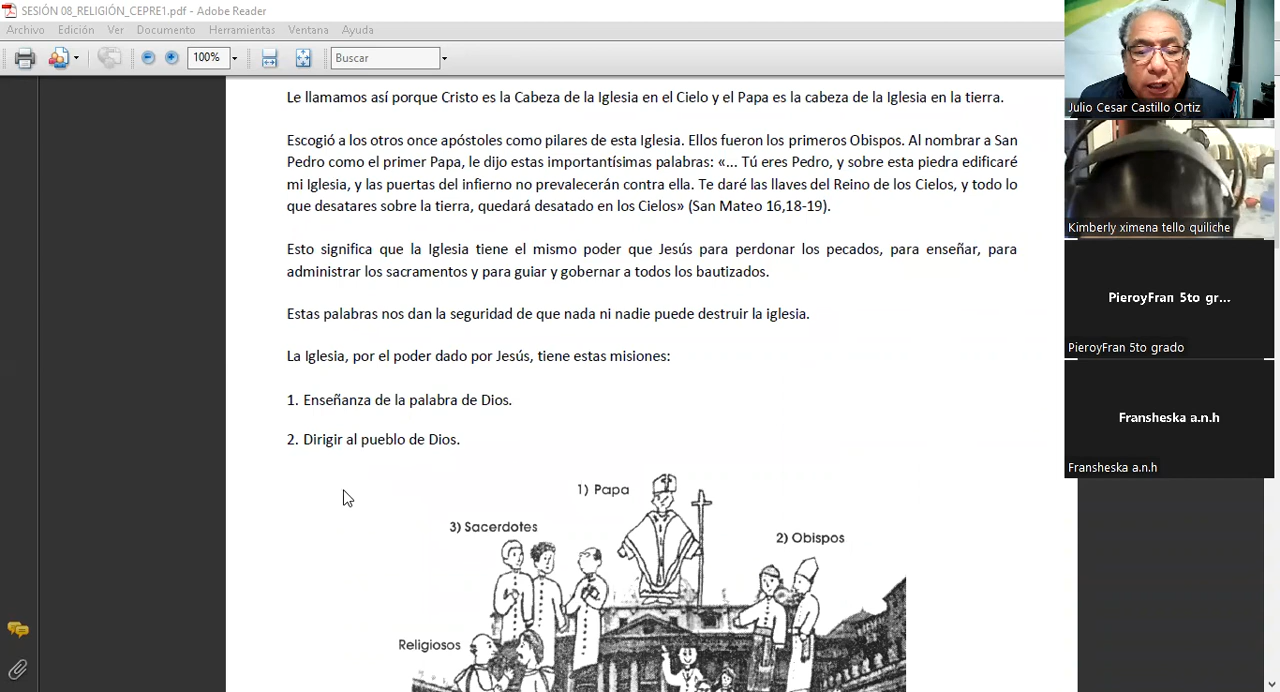 SESIÓN 08_RELIGIÓN_CEPRE1.pdf - Adobe Reader
Archivo Edición Ver Documento Herramientas Ventana Ayuda
100% Buscar
Le llamamos así porque Cristo es la Cabeza de la Iglesia en el Cielo y el Papa es la cabeza de la Iglesia en la tierra.
Escogió a los otros once apóstoles como pilares de esta Iglesia. Ellos fueron los primeros Obispos. Al nombrar a San
Pedro como el primer Papa, le dijo estas importantísimas palabras: «... Tú eres Pedro, y sobre esta piedra edificaré
mi Iglesia, y las puertas del infierno no prevalecerán contra ella. Te daré las llaves del Reino de los Cielos, y todo lo
que desatares sobre la tierra, quedará desatado en los Cielos» (San Mateo 16,18-19).
Esto significa que la Iglesia tiene el mismo poder que Jesús para perdonar los pecados, para enseñar, para
administrar los sacramentos y para guiar y gobernar a todos los bautizados.
Estas palabras nos dan la seguridad de que nada ni nadie puede destruir la iglesia.
La Iglesia, por el poder dado por Jesús, tiene estas misiones:
1. Enseñanza de la palabra de Dios.
2. Dirigir al pueblo de Dios.
1) Papa
3) Sacerdotes
2) Obispos
Religiosos
Julio Cesar Castillo Ortiz
Kimberly ximena tello quiliche
PieroyFran 5to gr...
PieroyFran 5to grado
Fransheska a.n.h
Fransheska a.n.h